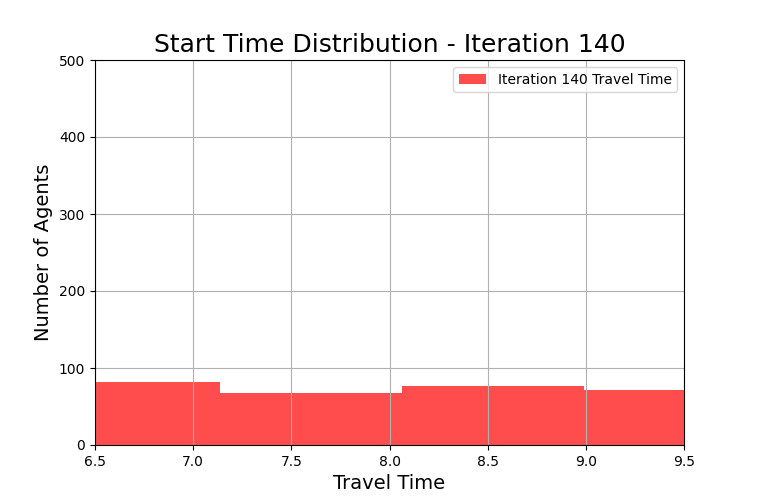 Start Time Distribution - Iteration 140
Iteration 140 Travel Time
Number of Agents
500
400
300
200
100
0
6.5 7.0 7.5 8.0 8.5 9.0 9.5
Travel Time